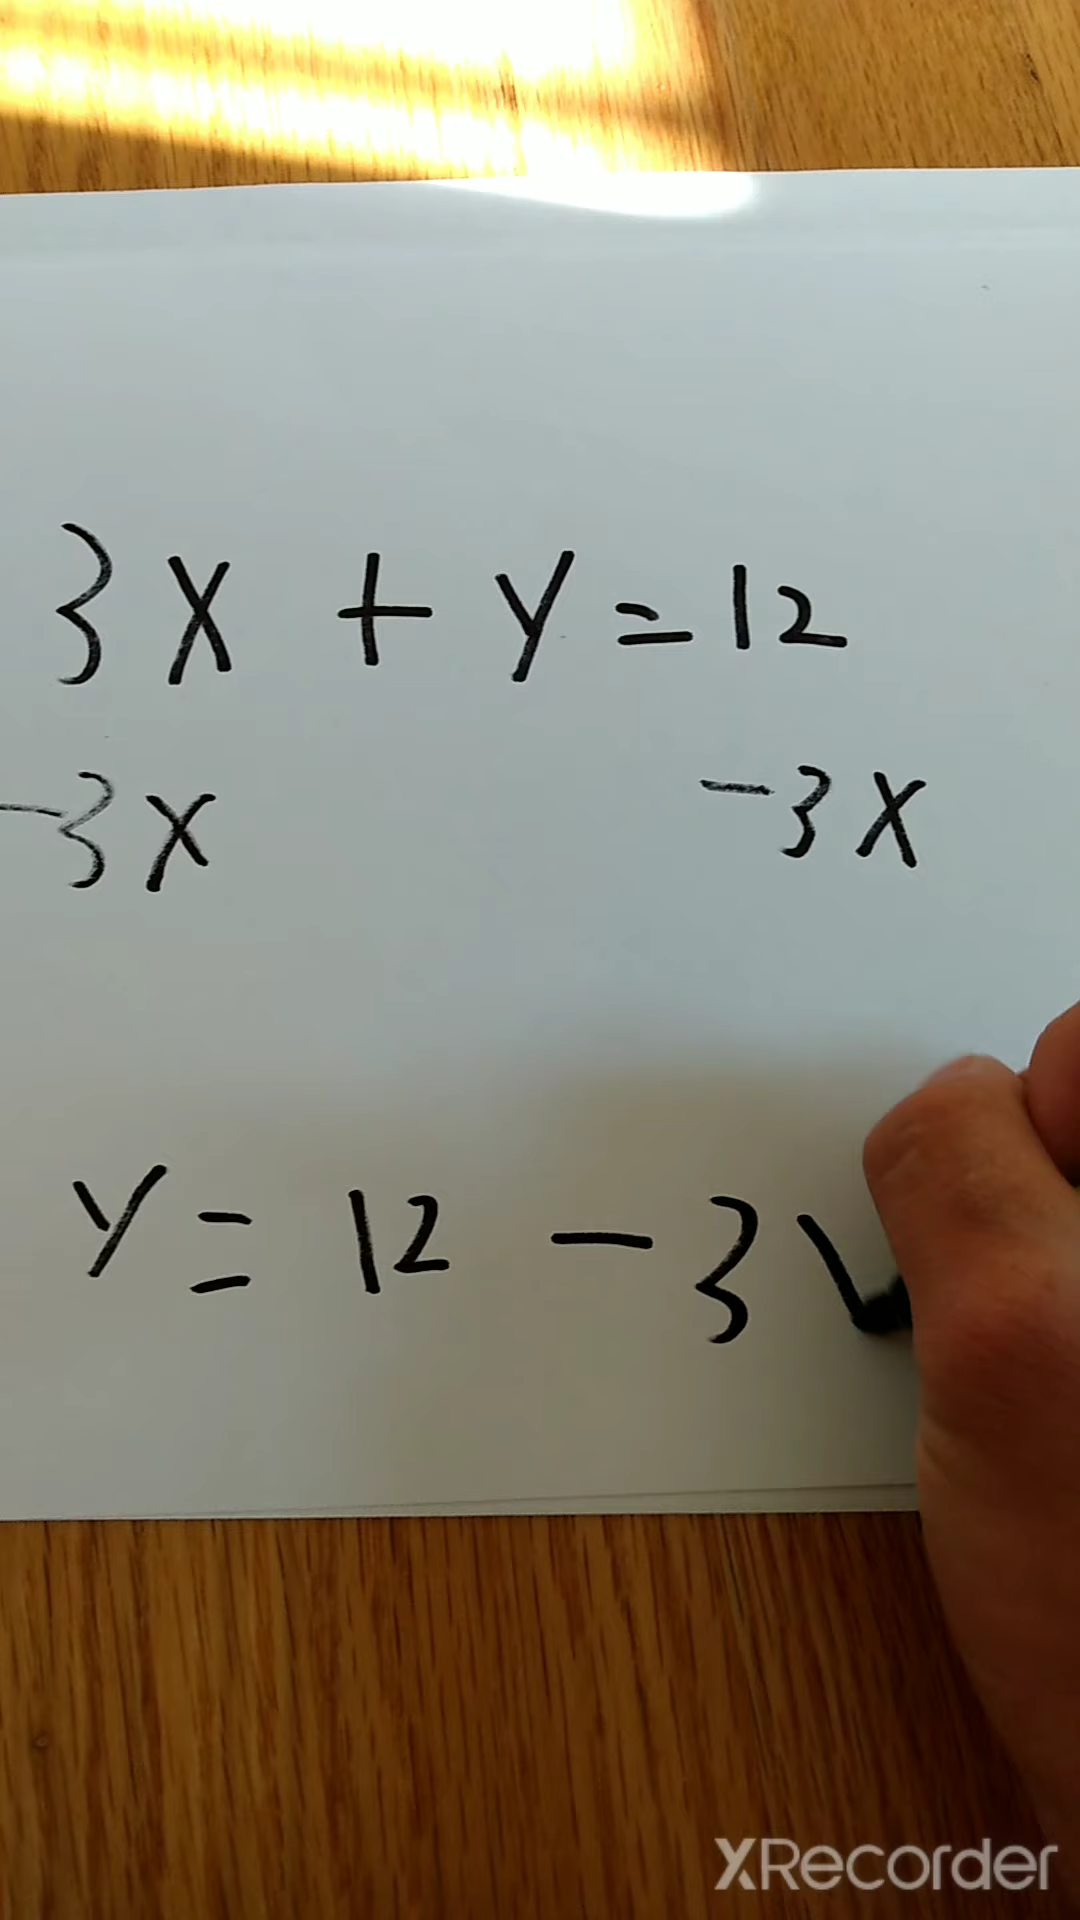 3x + y = 12
-3x -3x
y = 12 - 3
XRecorder